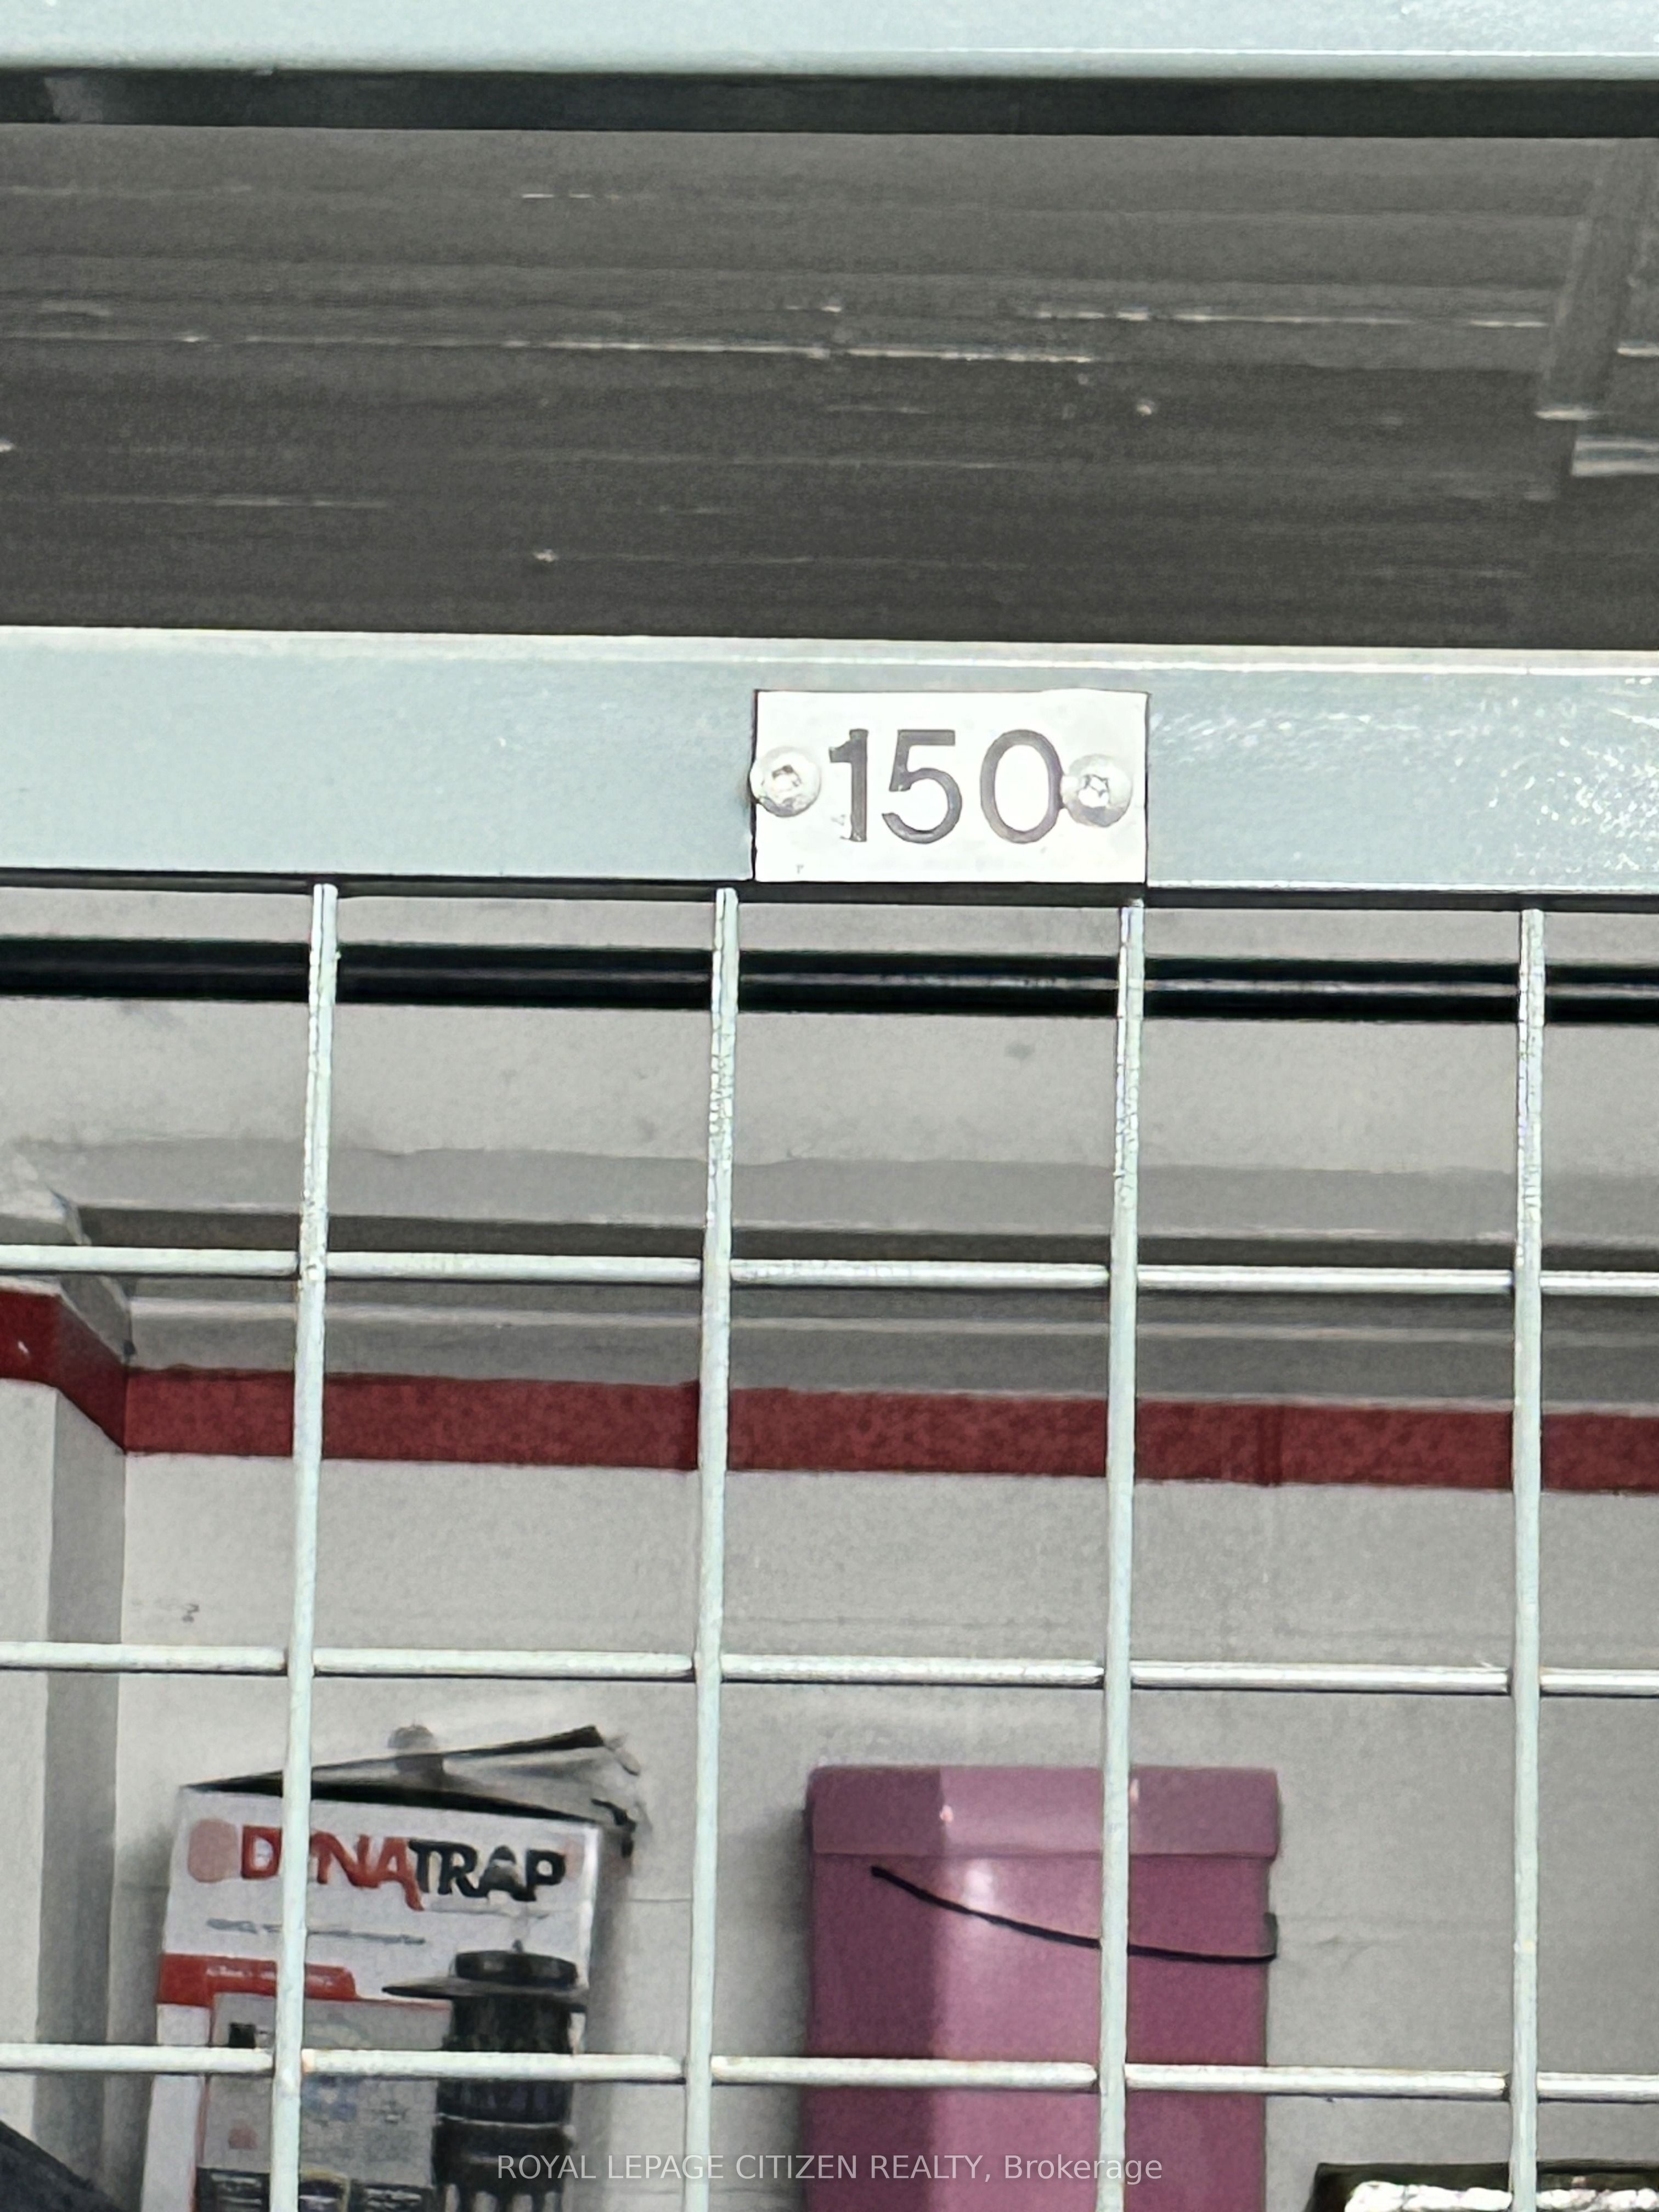 150
DYNATRAP
ROYAL LEPAGE CITIZEN REALTY, Brokerage